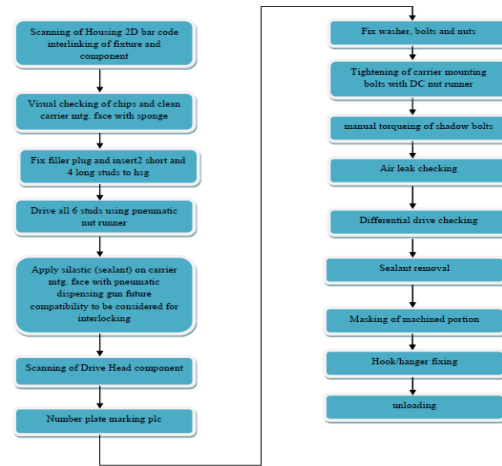 Scanning of Housing 2D bar code
interlinking of fixture and
component
Visual checking of chips and clean
carrier mtg. face with sponge
Fix filler plug and insert2 short and
4 long studs to hsg
Drive all 6 studs using pneumatic
nut runner
Apply silastic (sealant) on carrier
mtg. face with pneumatic
dispensing gun future
compatibility to be considered for
interlocking
Scanning of Drive Head component
Number plate marking plc
Fix washer, bolts and nuts
Tightening of carrier mounting
bolts with DC nut runner
manual torqueing of shadow bolts
Air leak checking
Differential drive checking
Sealant removal
Masking of machined portion
Hook/hanger fixing
unloading